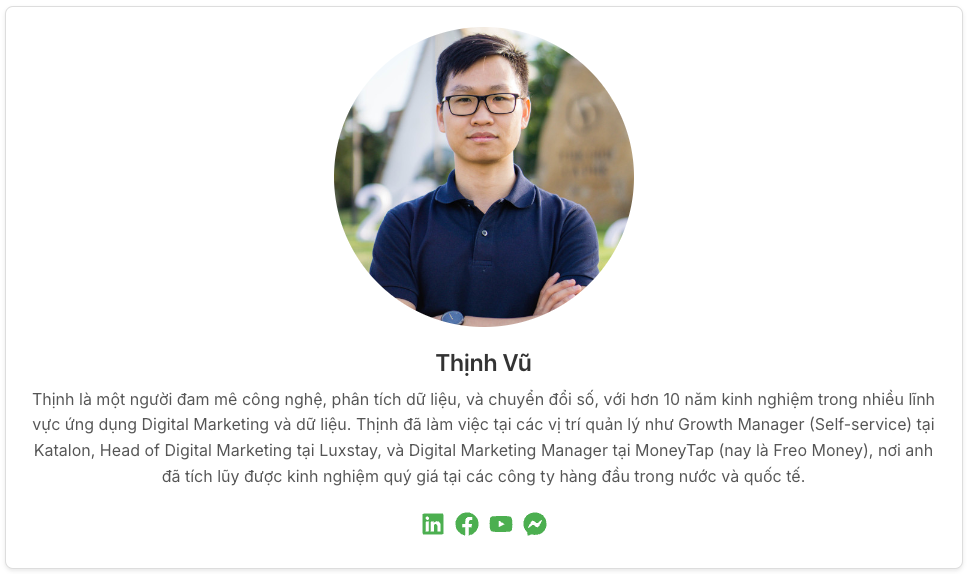 Thịnh Vũ
Thịnh là một người đam mê công nghệ, phân tích dữ liệu, và chuyển đổi số, với hơn 10 năm kinh nghiệm trong nhiều lĩnh
vực ứng dụng Digital Marketing và dữ liệu. Thịnh đã làm việc tại các vị trí quản lý như Growth Manager (Self-service) tại
Katalon, Head of Digital Marketing tại Luxstay, và Digital Marketing Manager tại MoneyTap (nay là Freo Money), nơi anh
đã tích lũy được kinh nghiệm quý giá tại các công ty hàng đầu trong nước và quốc tế.
in